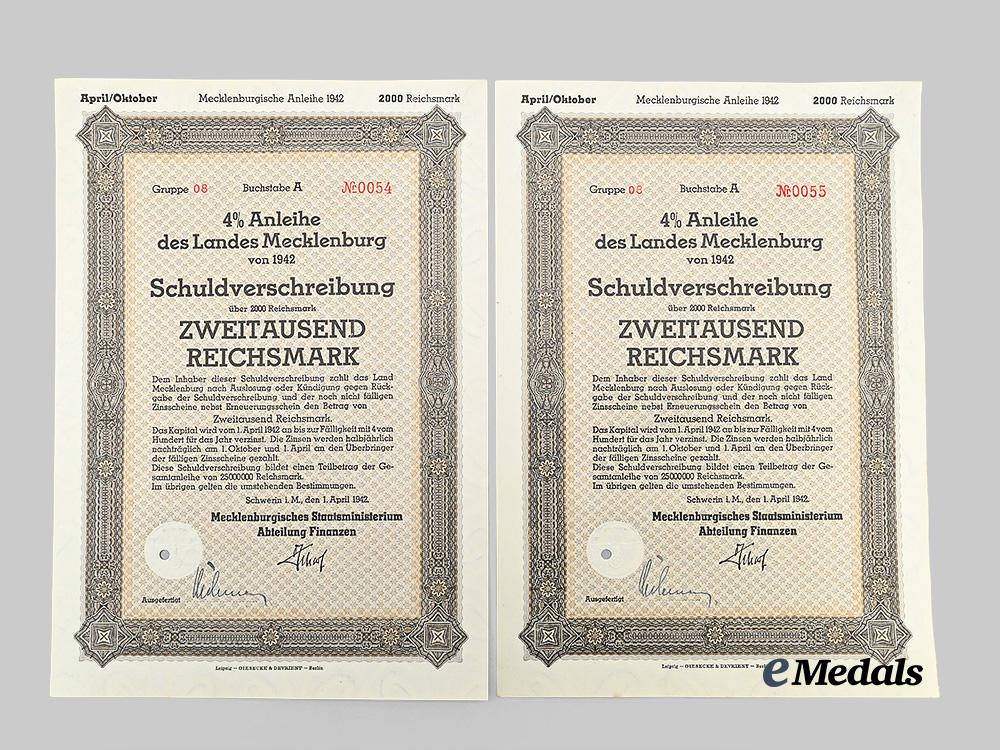 April/Oktober Mecklenburgische Anleihe 1942 2000 Reichsmark
Gruppe 08 Buchstabe A № 0054
4% Anleihe
des Landes Mecklenburg
von 1942
Schuldverschreibung
über 2000 Reichsmark
ZWEITAUSEND
REICHSMARK
Dem Inhaber dieser Schuldverschreibung zahlt das Land
Mecklenburg nach Auslosung oder Kündigung gegen Rück-
gabe der Schuldverschreibung und der noch nicht fälligen
Zinsscheine nebst Erneuerungsschein den Betrag von
Zweitausend Reichsmark.
Das Kapital wird vom 1. April 1942 an bis zur Fälligkeit mit 4 vom
Hundert für das Jahr verzinst. Die Zinsen werden halbjährlich
nachträglich am 1. Oktober und 1. April an den Überbringer
der fälligen Zinsscheine gezahlt.
Diese Schuldverschreibung bildet einen Teilbetrag der Ge-
samtanleihe von 25000000 Reichsmark.
Im übrigen gelten die umstehenden Bestimmungen.
Schwerin i. M., den 1. April 1942.
Mecklenburgisches Staatsministerium
Abteilung Finanzen
Ausgefertigt
Leipzig — GIESECKE & DEVRIENT — Berlin
April/Oktober Mecklenburgische Anleihe 1942 2000 Reichsmark
Gruppe 08 Buchstabe A № 0055
4% Anleihe
des Landes Mecklenburg
von 1942
Schuldverschreibung
über 2000 Reichsmark
ZWEITAUSEND
REICHSMARK
Dem Inhaber dieser Schuldverschreibung zahlt das Land
Mecklenburg nach Auslosung oder Kündigung gegen Rück-
gabe der Schuldverschreibung und der noch nicht fälligen
Zinsscheine nebst Erneuerungsschein den Betrag von
Zweitausend Reichsmark.
Das Kapital wird vom 1. April 1942 an bis zur Fälligkeit mit 4 vom
Hundert für das Jahr verzinst. Die Zinsen werden halbjährlich
nachträglich am 1. Oktober und 1. April an den Überbringer
der fälligen Zinsscheine gezahlt.
Diese Schuldverschreibung bildet einen Teilbetrag der Ge-
samtanleihe von 25000000 Reichsmark.
Im übrigen gelten die umstehenden Bestimmungen.
Schwerin i. M., den 1. April 1942.
Mecklenburgisches Staatsministerium
Abteilung Finanzen
Ausgefertigt
Leipzig — GIESECKE & DEVRIENT —
eMedals